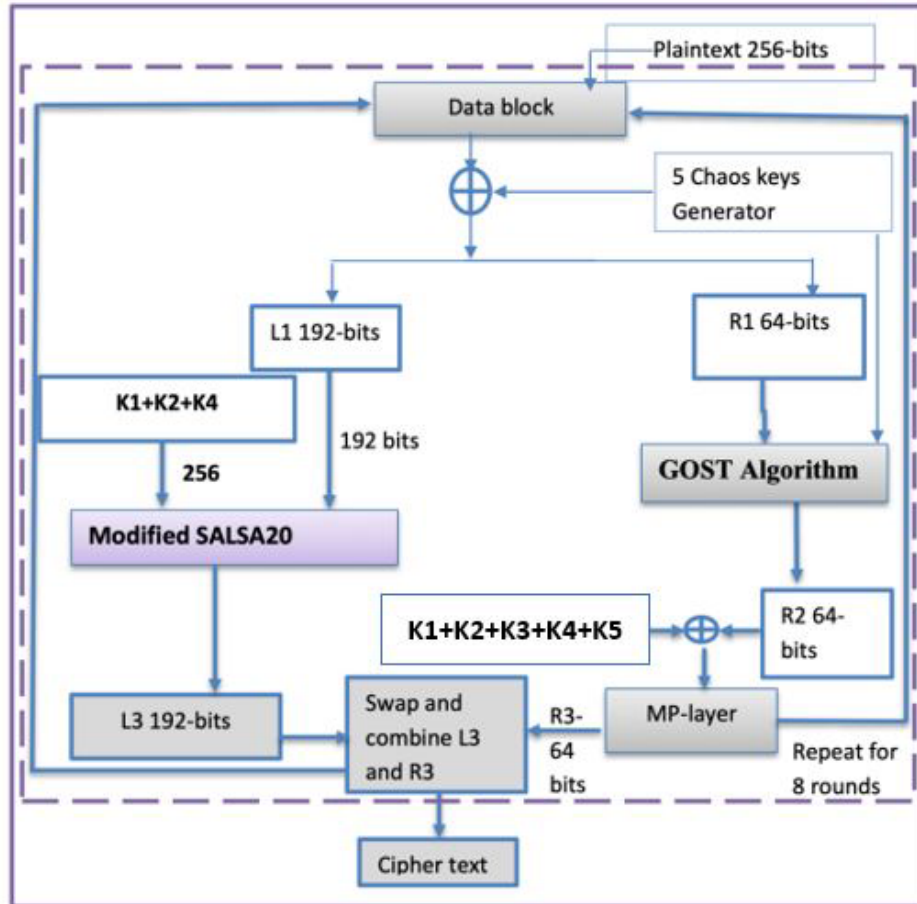 Plaintext 256-bits
Data block
5 Chaos keys
Generator
L1 192-bits
R1 64-bits
K1+K2+K4
192 bits
256
GOST Algorithm
Modified SALSA20
K1+K2+K3+K4+K5
R2 64-
bits
L3 192-bits
Swap and
combine L3
and R3
R3-
64
bits
MP-layer
Repeat for
8 rounds
Cipher text